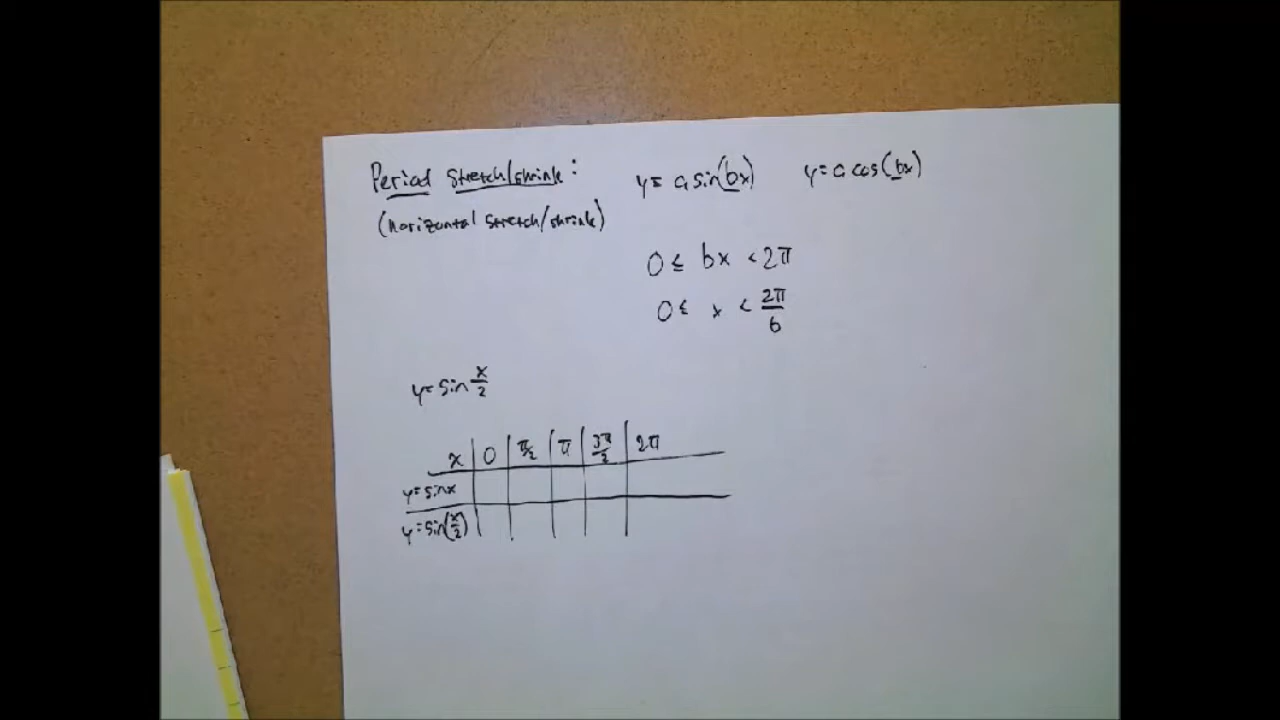 Period Stretch/shrink: y = a sin(bx) y = a cos(bx)
(Horizontal stretch/shrink)
0 ≤ bx < 2π
0 ≤ x < 2π/b
y = sin x/2
x 0 π/2 π 3π/2 2π
y = sinx
y = sin(x/2)